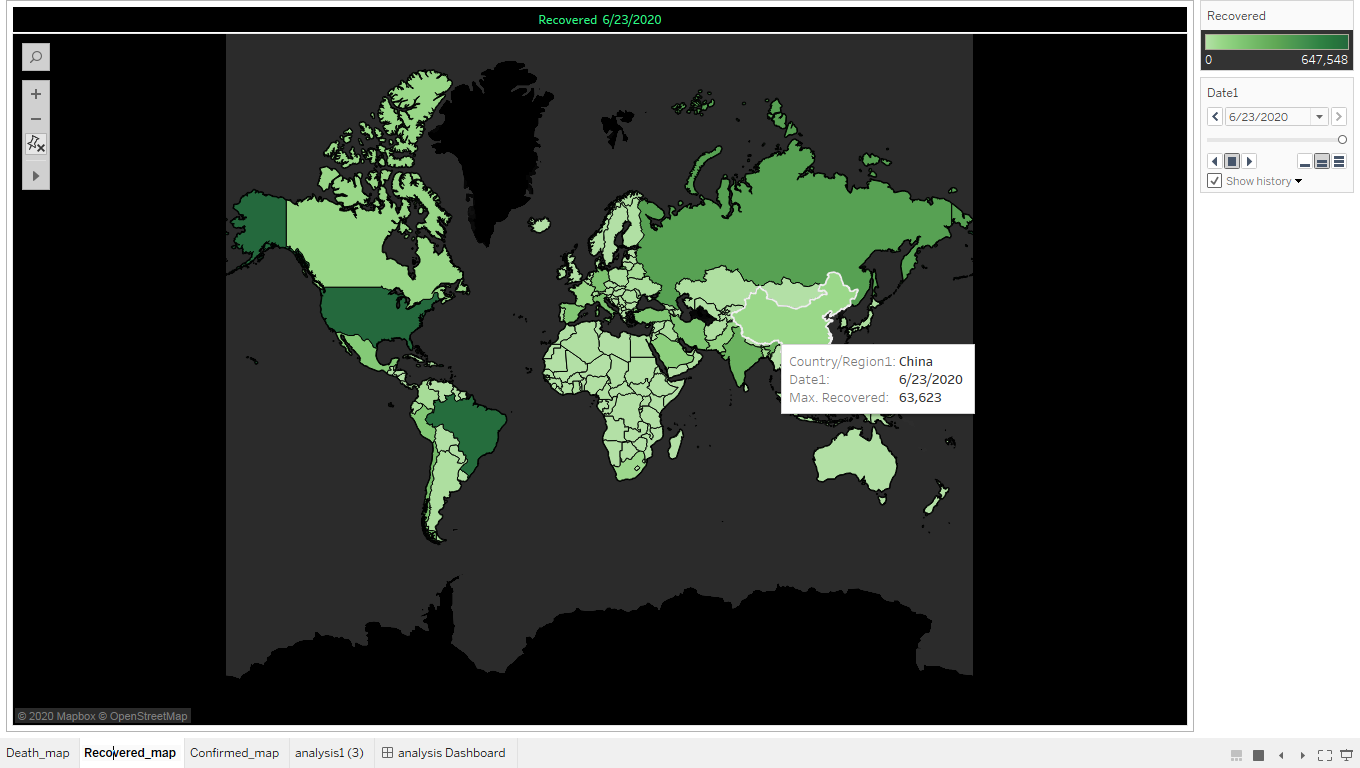 Recovered 6/23/2020
Recovered
0 647,548
Date1
6/23/2020
Show history
Country/Region1: China
Date1: 6/23/2020
Max. Recovered: 63,623
© 2020 Mapbox © OpenStreetMap
Death_map Recovered_map Confirmed_map analysis1 (3) analysis Dashboard